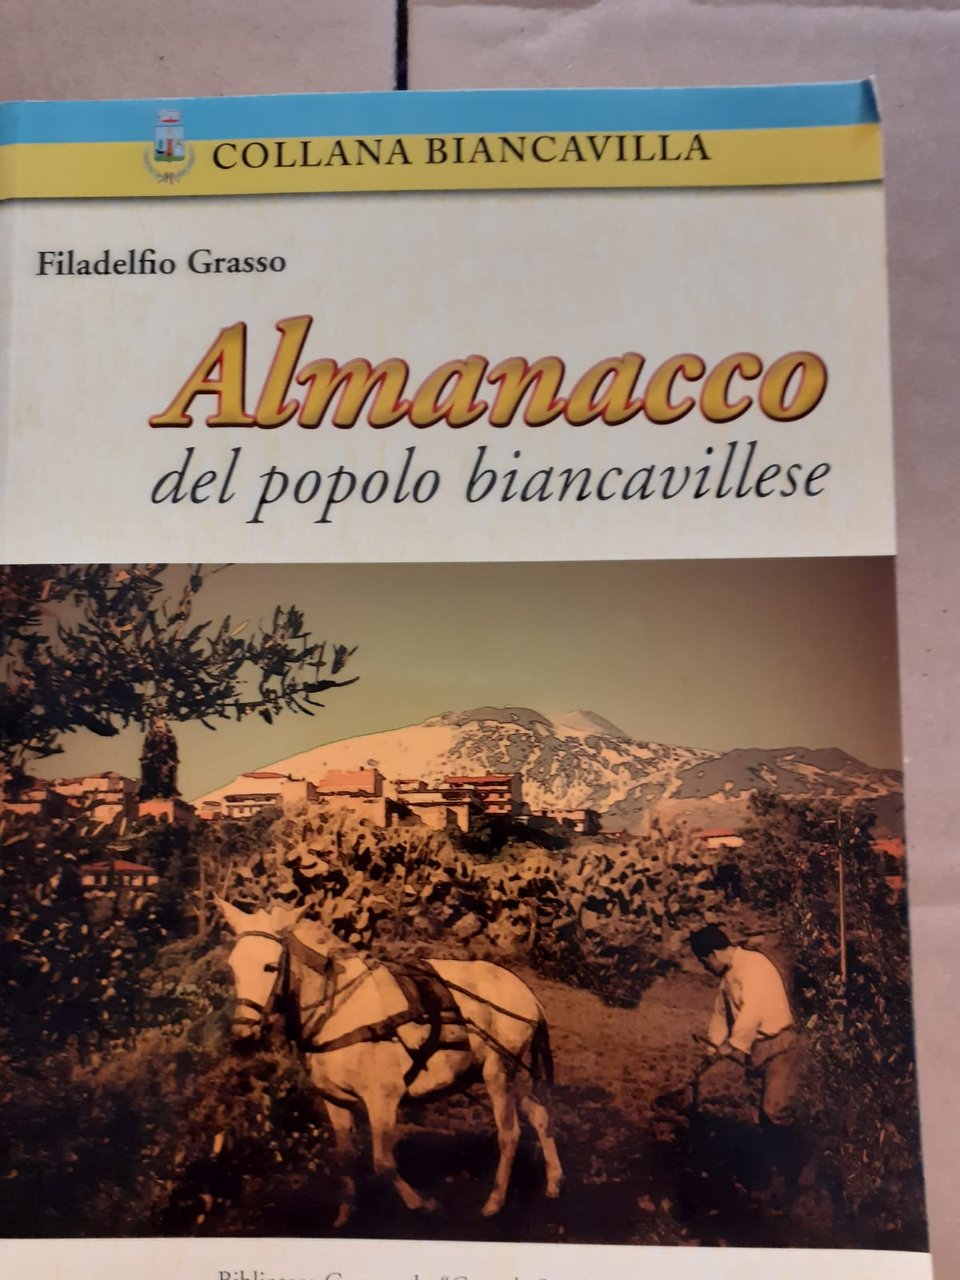 COLLANA BIANCAVILLA
Filadelfio Grasso
Almanacco
del popolo biancavillese